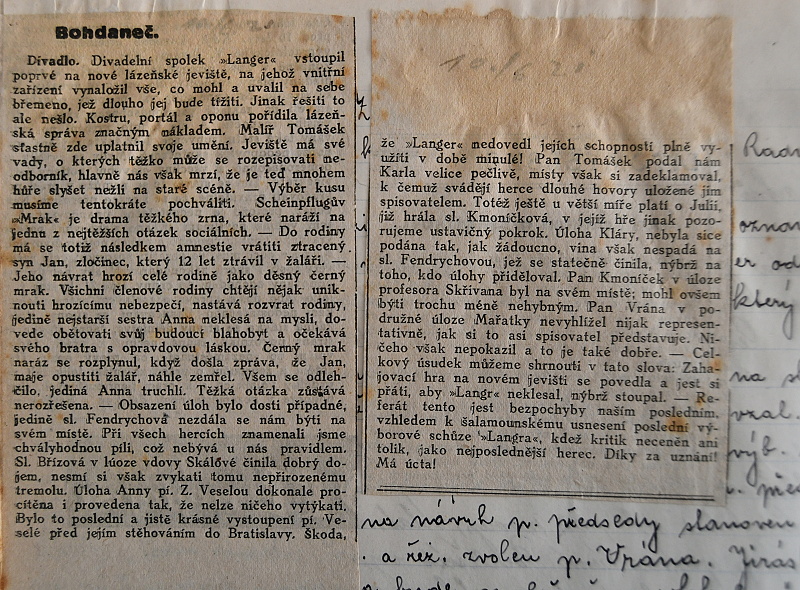 Bohdaneč.
Divadlo. Divadelní spolek »Langer« vstoupil
poprvé na nové lázeňské jeviště, na jehož vnitřní
zařízení vynaložil vše, co mohl a uvalil na sebe
břemeno, jež dlouho jej bude tížiti. Jinak řešiti to
ale nešlo. Kostru, portál a oponu pořídila lázeň-
ská správa značným nákladem. Malíř Tomášek
šťastně zde uplatnil svoje umění. Jeviště má své
vady, o kterých těžko může se rozepisovati ne-
odborník, hlavně nás však mrzí, že je teď mnohem
hůře slyšet nežli na staré scéně. — Výběr kusu
musíme tentokráte pochváliti. Scheinpflugův
»Mrak« je drama těžkého zrna, které naráží na
jednu z nejtěžších otázek sociálních. — Do rodiny
má se totiž následkem amnestie vrátiti ztracený
syn Jan, zločinec, který 12 let ztrávil v žaláři. —
Jeho návrat hrozí celé rodině jako děsný černý
mrak. Všichni členové rodiny chtějí nějak unik-
nouti hrozícímu nebezpečí, nastává rozvrat rodiny,
jedině nejstarší sestra Anna neklesá na mysli, do-
vede obětovati svůj budoucí blahobyt a očekává
svého bratra s opravdovou láskou. Černý mrak
naráz se rozplynul, když došla zpráva, že Jan,
maje opustiti žalář, náhle zemřel. Všem se odleh-
čilo, jediná Anna truchlí. Těžká otázka zůstává
nerozřešena. — Obsazení úloh bylo dosti případné,
jedině sl. Fendrychová nezdála se nám býti na
svém místě. Při všech hercích znamenali jsme
chvályhodnou píli, což nebývá u nás pravidlem.
Sl. Břízová v lúoze vdovy Skálové činila dobrý do-
jem, nesmí si však zvykati tomu nepřirozenému
tremolu. Úloha Anny pí. Z. Veselou dokonale pro-
cítěna i provedena tak, že nelze ničeho vytýkati.
Bylo to poslední a jistě krásné vystoupení pí. Ve-
selé před jejím stěhováním do Bratislavy. Škoda,
že »Langer« nedovedl jejích schopností plně vy-
užíti v době minulé! Pan Tomášek podal nám
Karla velice pečlivě, místy však si zadeklamoval,
k čemuž svádějí herce dlouhé hovory uložené jim
spisovatelem. Totéž ještě u větší míře platí o Julii,
již hrála sl. Kmoníčková, v jejíž hře jinak pozo-
rujeme ustavičný pokrok. Úloha Kláry, nebyla sice
podána tak, jak žádoucno, vina však nespadá na
sl. Fendrychovou, jež se statečně činila, nýbrž na
toho, kdo úlohy přiděloval. Pan Kmoníček v úloze
profesora Skřivana byl na svém místě; mohl ovšem
býti trochu méně nehybným. Pan Vrána v po-
družné úloze Mařatky nevyhlížel nijak represen-
tativně, jak si to asi spisovatel představuje. Ni-
čeho však nepokazil a to je také dobře. — Cel-
kový úsudek můžeme shrnouti v tato slova: Zaha-
jovací hra na novém jevišti se povedla a jest si
přáti, aby »Langr« neklesal, nýbrž stoupal. — Re-
ferát tento jest bezpochyby naším posledním,
vzhledem k šalamounskému usnesení poslední vý-
borové schůze »Langra«, kdež kritik neceněn ani
tolik, jako nejposlednější herec. Díky za uznání!
Má úcta!
který
na
vzal.
výb.
na návrh p. předsedy stanoven
a řež. zvolen p. Vrána. Jirás